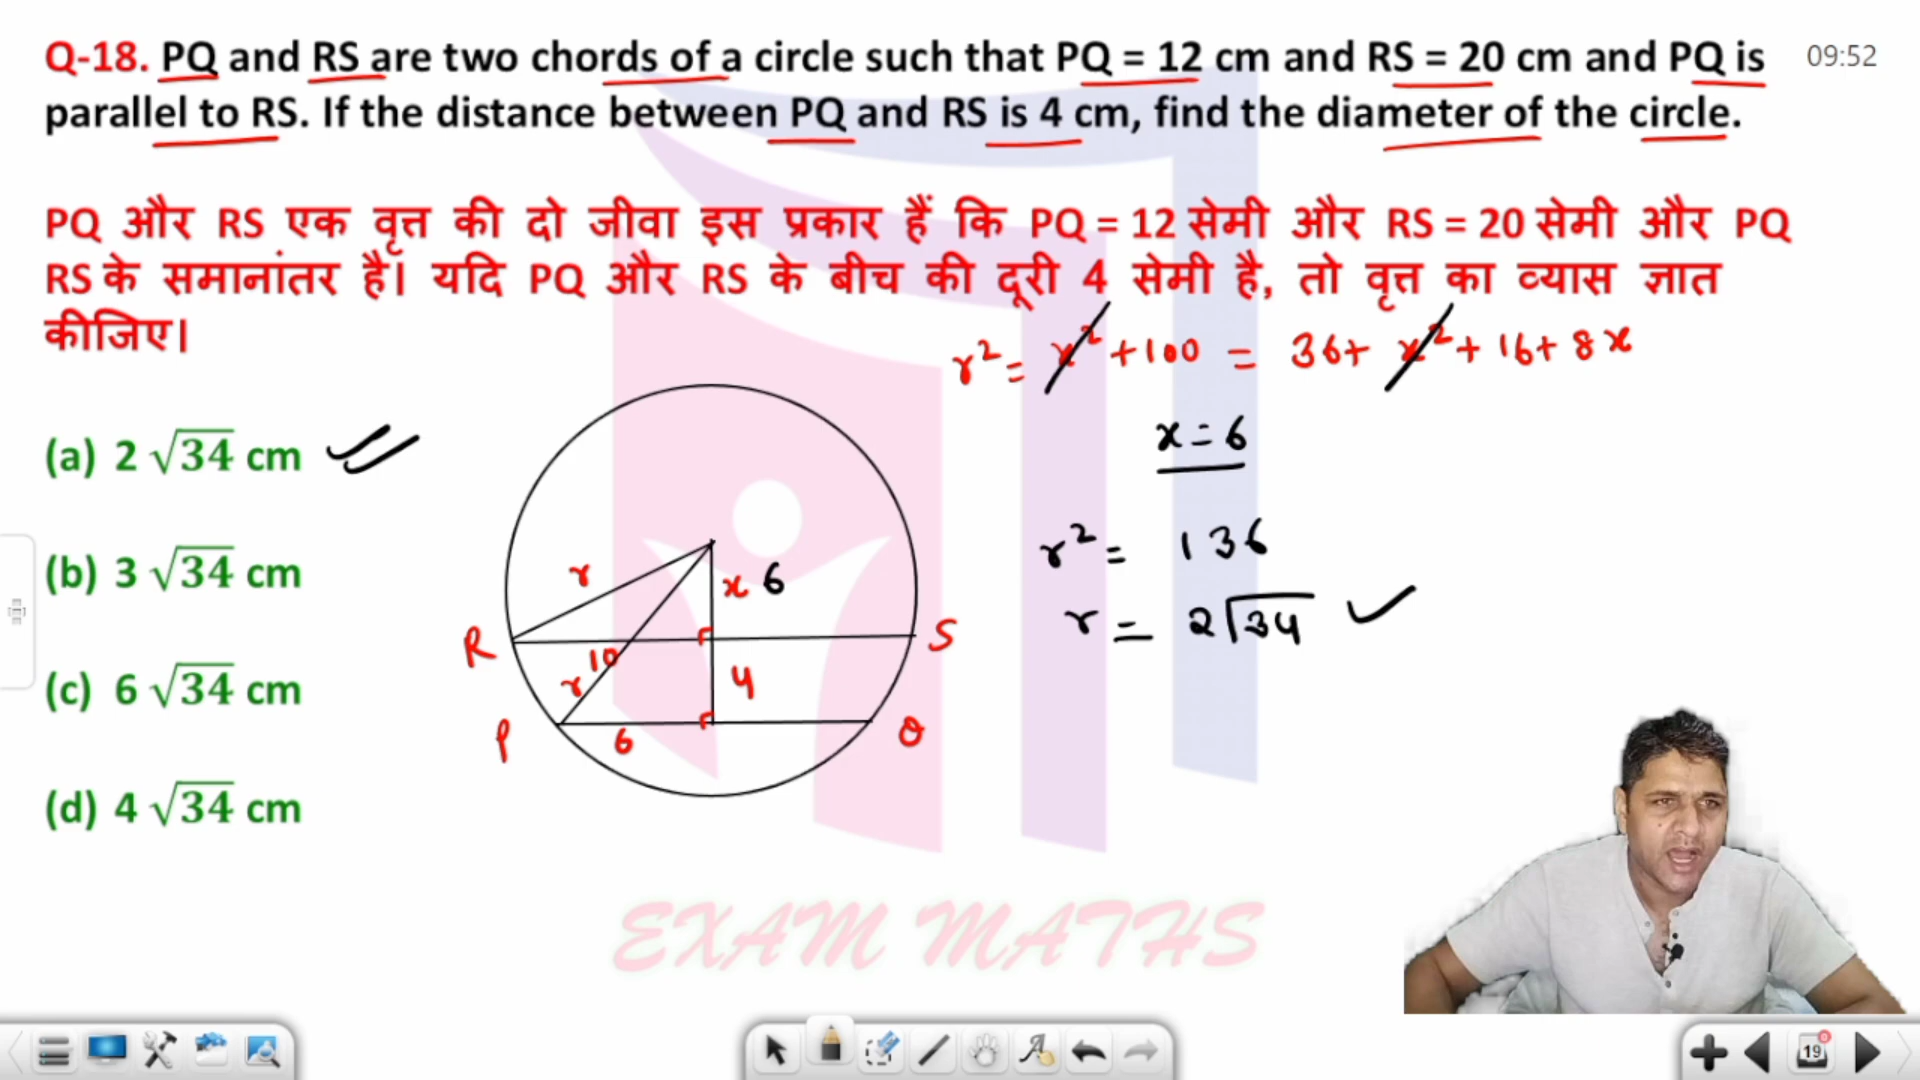 Q-18. PQ and RS are two chords of a circle such that PQ = 12 cm and RS = 20 cm and PQ is
09:52
parallel to RS. If the distance between PQ and RS is 4 cm, find the diameter of the circle.
PQ और RS एक वृत्त की दो जीवा इस प्रकार हैं कि PQ = 12 सेमी और RS = 20 सेमी और PQ
RS के समानांतर है। यदि PQ और RS के बीच की दूरी 4 सेमी है, तो वृत्त का व्यास ज्ञात
कीजिए।
r² = x² + 100 = 36 + x² + 16 + 8x
x = 6
(a) 2 √34 cm
r² = 136
(b) 3 √34 cm
r = 2√34
(c) 6 √34 cm
(d) 4 √34 cm
r
x 6
R
S
10
r
4
P
6
Q
EXAM MATHS
19
0